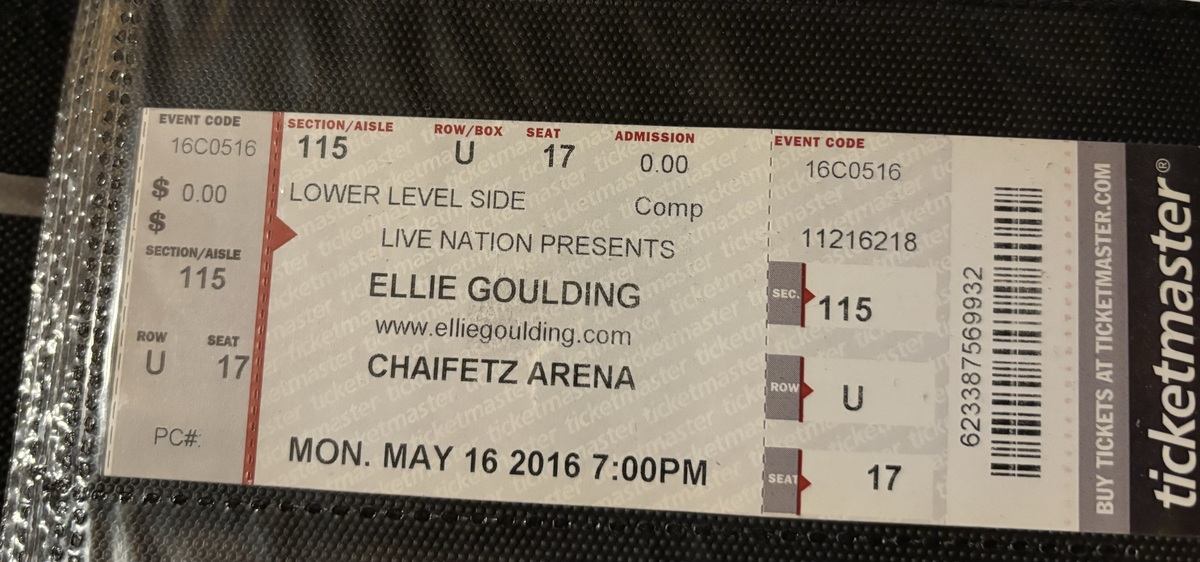 EVENT CODE
16C0516
$ 0.00
$
SECTION/AISLE
115
ROW SEAT
U 17
PC#:
SECTION/AISLE ROW/BOX SEAT ADMISSION
115 U 17 0.00
LOWER LEVEL SIDE Comp
LIVE NATION PRESENTS
ELLIE GOULDING
www.elliegoulding.com
CHAIFETZ ARENA
MON. MAY 16 2016 7:00PM
EVENT CODE
16C0516
11216218
SEC. 115
ROW U
SEAT 17
623387569932
BUY TICKETS AT TICKETMASTER.COM
ticketmaster®